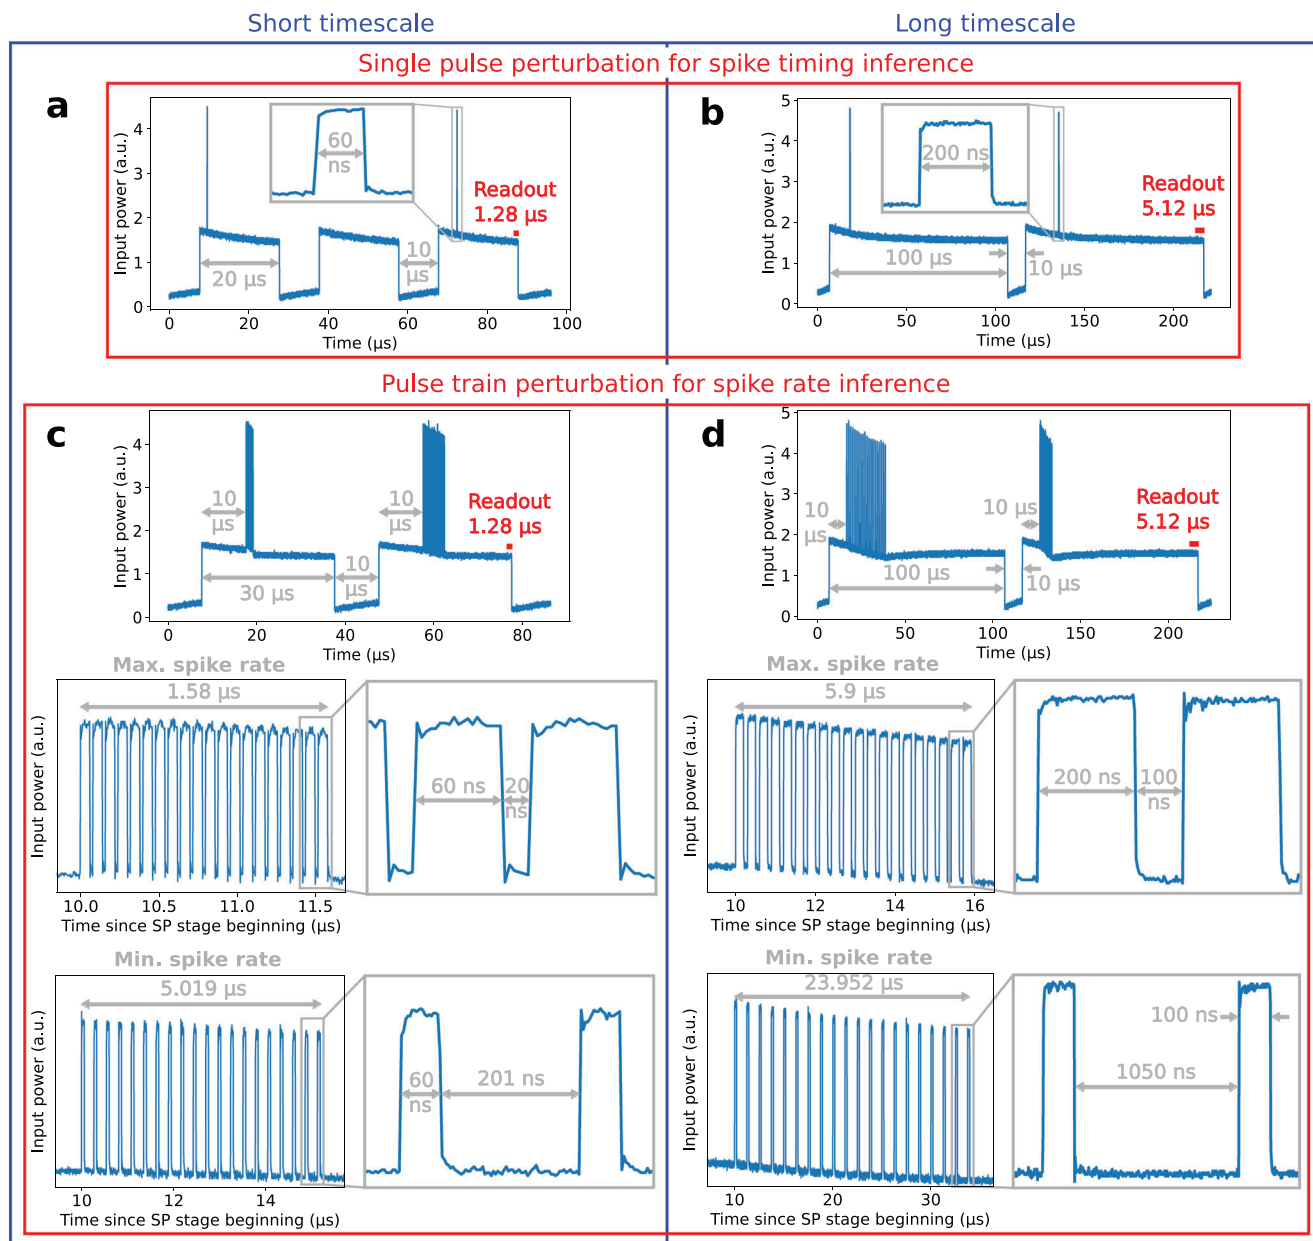 Short timescale
Long timescale
Single pulse perturbation for spike timing inference
a
Input power (a.u.)
4
3
2
1
0
60
ns
Readout
1.28 μs
20 μs
10
μs
0 20 40 60 80 100
Time (μs)
b
Input power (a.u.)
5
4
3
2
1
0
200 ns
Readout
5.12 μs
100 μs
10 μs
0 50 100 150 200
Time (μs)
Pulse train perturbation for spike rate inference
c
Input power (a.u.)
4
3
2
1
0
10
μs
10
μs
Readout
1.28 μs
30 μs
10
μs
0 20 40 60 80
Time (μs)
Max. spike rate
1.58 μs
Input power (a.u.)
60 ns
20
ns
10.0 10.5 11.0 11.5
Time since SP stage beginning (μs)
Min. spike rate
5.019 μs
Input power (a.u.)
60
ns
201 ns
10 12 14
Time since SP stage beginning (μs)
d
Input power (a.u.)
5
4
3
2
1
0
10
μs
10 μs
Readout
5.12 μs
100 μs
10 μs
0 50 100 150 200
Time (μs)
Max. spike rate
5.9 μs
Input power (a.u.)
200 ns
100
ns
10 12 14 16
Time since SP stage beginning (μs)
Min. spike rate
23.952 μs
Input power (a.u.)
100 ns
1050 ns
10 20 30
Time since SP stage beginning (μs)